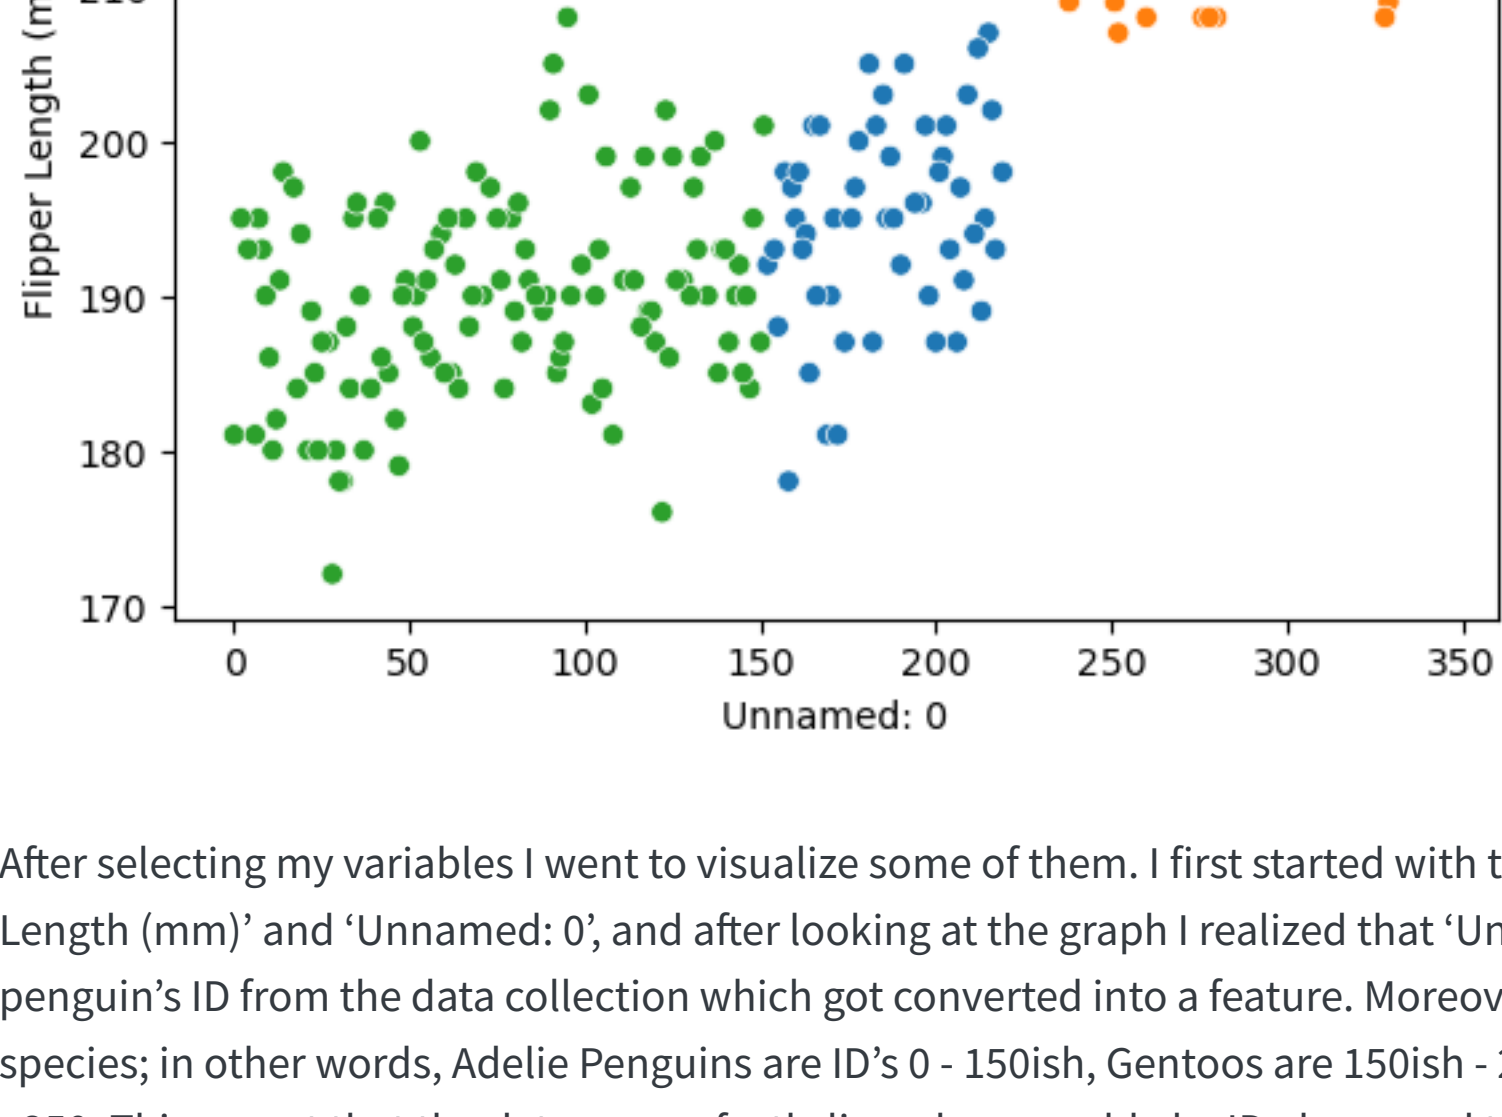 Flipper Length (m
200
190
180
170
0 50 100 150 200 250 300 350
Unnamed: 0
After selecting my variables I went to visualize some of them. I first started with
Length (mm)’ and ‘Unnamed: 0’, and after looking at the graph I realized that ‘Un
penguin’s ID from the data collection which got converted into a feature. Moreov
species; in other words, Adelie Penguins are ID’s 0 - 150ish, Gentoos are 150ish -